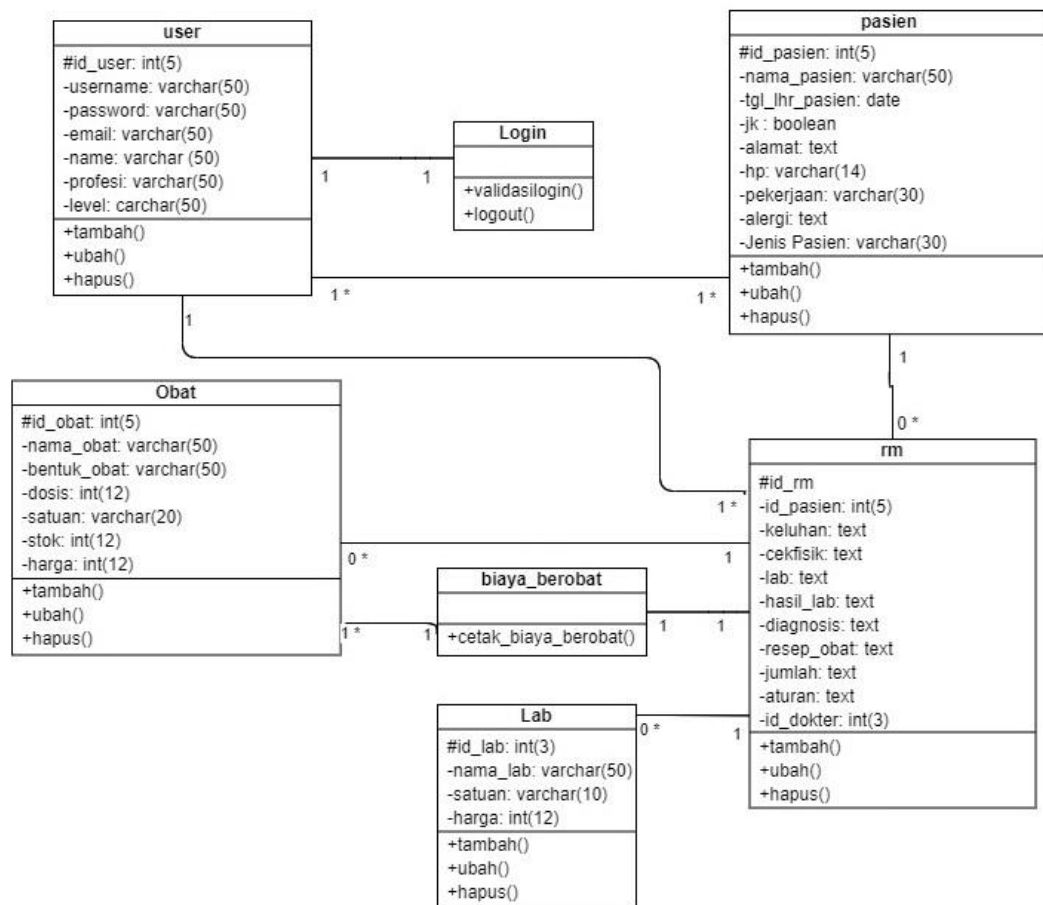 user
#id_user: int(5)
-username: varchar(50)
-password: varchar(50)
-email: varchar(50)
-name: varchar (50)
-profesi: varchar(50)
-level: carchar(50)
+tambah()
+ubah()
+hapus()
Login
+validasilogin()
+logout()
pasien
#id_pasien: int(5)
-nama_pasien: varchar(50)
-tgl_lhr_pasien: date
-jk : boolean
-alamat: text
-hp: varchar(14)
-pekerjaan: varchar(30)
-alergi: text
-Jenis Pasien: varchar(30)
+tambah()
+ubah()
+hapus()
1
1
1 *
1 *
1
1 *
1
0 *
Obat
#id_obat: int(5)
-nama_obat: varchar(50)
-bentuk_obat: varchar(50)
-dosis: int(12)
-satuan: varchar(20)
-stok: int(12)
-harga: int(12)
+tambah()
+ubah()
+hapus()
0 *
1
1 *
1
biaya_berobat
+cetak_biaya_berobat()
1
1
rm
#id_rm
-id_pasien: int(5)
-keluhan: text
-cekfisik: text
-lab: text
-hasil_lab: text
-diagnosis: text
-resep_obat: text
-jumlah: text
-aturan: text
-id_dokter: int(3)
+tambah()
+ubah()
+hapus()
Lab
#id_lab: int(3)
-nama_lab: varchar(50)
-satuan: varchar(10)
-harga: int(12)
+tambah()
+ubah()
+hapus()
0 *
1